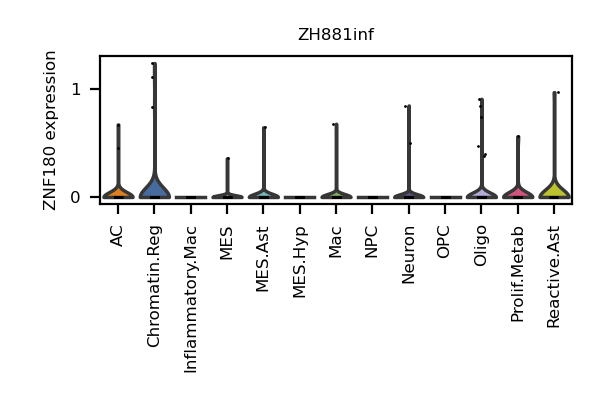 ZH881inf
ZNF180 expression
1
0
AC
Chromatin.Reg
Inflammatory.Mac
MES
MES.Ast
MES.Hyp
Mac
NPC
Neuron
OPC
Oligo
Prolif.Metab
Reactive.Ast